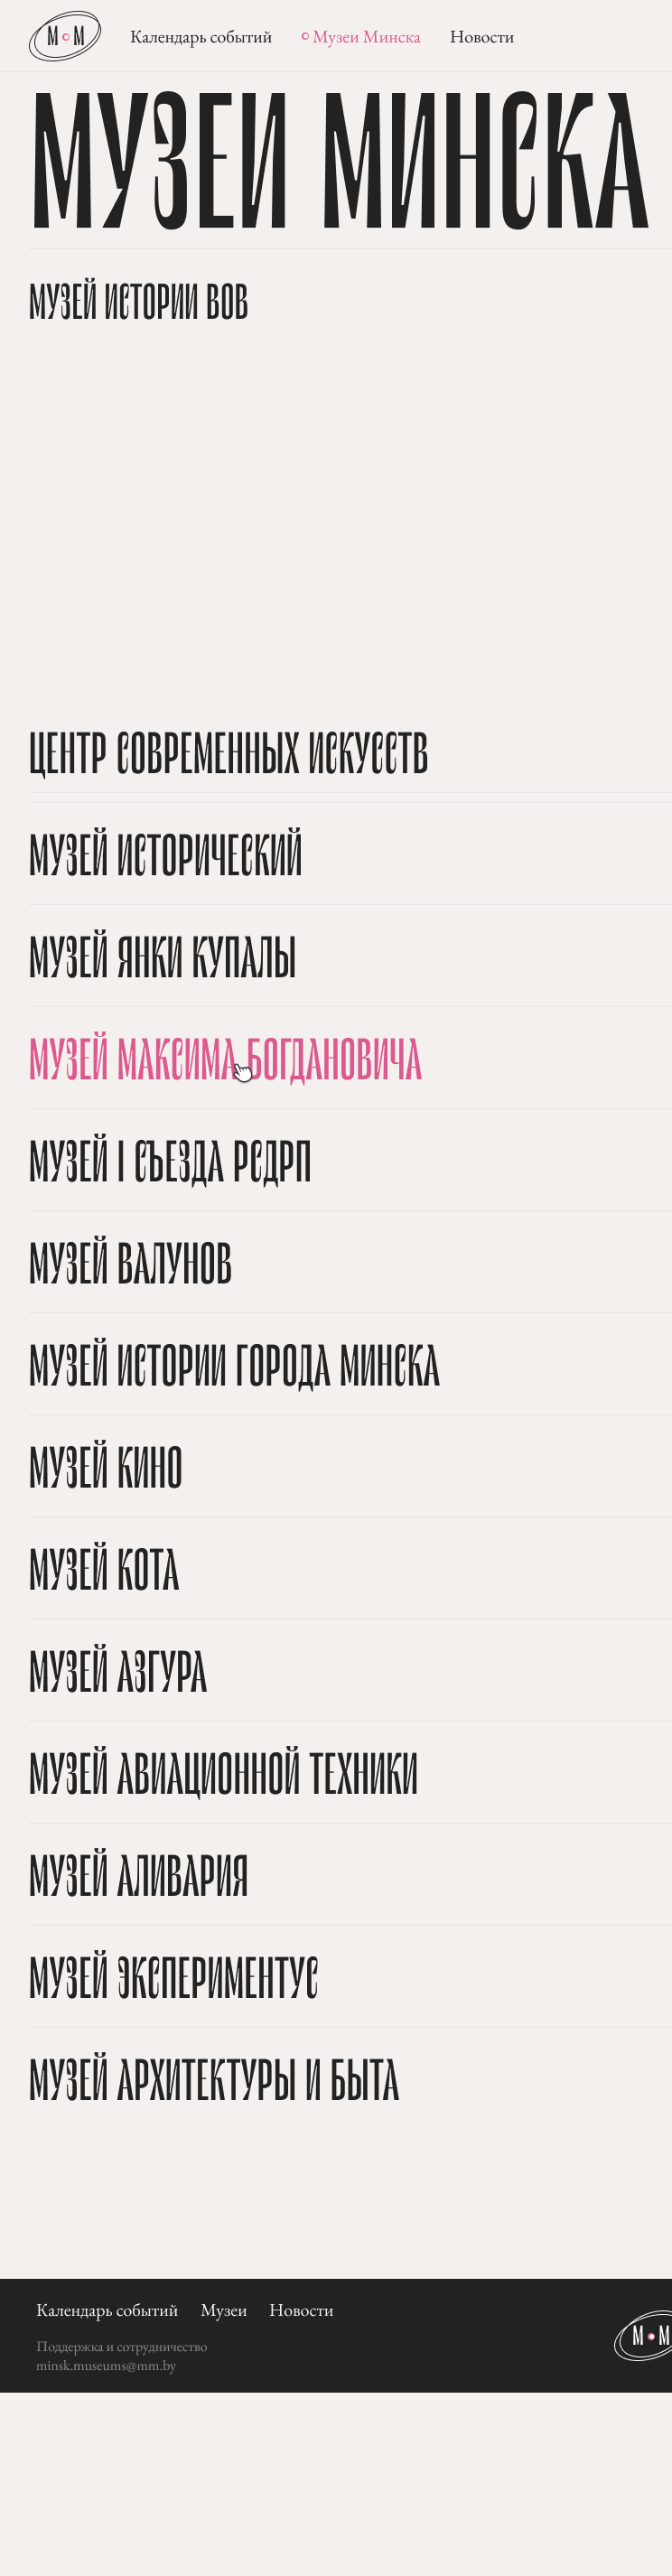 М © М
Календарь событий © Музеи Минска Новости
МУЗЕИ МИНСКА
МУЗЕЙ ИСТОРИИ ВОВ
ЦЕНТР СОВРЕМЕННЫХ ИСКУССТВ
МУЗЕЙ ИСТОРИЧЕСКИЙ
МУЗЕЙ ЯНКИ КУПАЛЫ
МУЗЕЙ МАКСИМА БОГДАНОВИЧА
МУЗЕЙ I СЪЕЗДА РСДРП
МУЗЕЙ ВАЛУНОВ
МУЗЕЙ ИСТОРИИ ГОРОДА МИНСКА
МУЗЕЙ КИНО
МУЗЕЙ КОТА
МУЗЕЙ АЗГУРА
МУЗЕЙ АВИАЦИОННОЙ ТЕХНИКИ
МУЗЕЙ АЛИВАРИЯ
МУЗЕЙ ЭКСПЕРИМЕНТУС
МУЗЕЙ АРХИТЕКТУРЫ И БЫТА
Календарь событий Музеи Новости
М М
Поддержка и сотрудничество
minsk.museums@mm.by